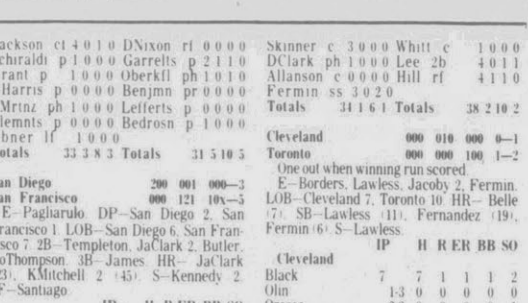 ackson cf 4 0 1 0 DNixon rf 0 0 0 0
chiraldi p 1 0 0 0 Garrelts p 2 1 1 0
rant p 1 0 0 0 Oberkfll ph 1 0 1 0
Harris p 0 0 0 0 Benjmn pr 0 0 0 0
Mrtnz ph 1 0 0 0 Lefferts p 0 0 0 0
lemnts p 0 0 0 0 Bedrosn p 1 0 0 0
bner lf 1 0 0 0
otals 33 3 8 3 Totals 31 5 10 5
an Diego 200 001 000—3
an Francisco 000 121 10x—5
E—Pagliarulo. DP—San Diego 2, San
rancisco 1. LOB—San Diego 6, San Fran-
sco 7. 2B—Templeton, JaClark 2, Butler,
oThompson. 3B—James. HR— JaClark
23), KMitchell 2 (45). S—Kennedy 2.
F—Santiago.
IP H R ER BB SO
Skinner c 3 0 0 0 Whitt c 1 0 0 0
DClark ph 1 0 0 0 Lee 2b 4 0 1 1
Allanson c 0 0 0 0 Hill rf 4 1 1 0
Fermin ss 3 0 2 0
Totals 31 1 6 1 Totals 38 2 10 2
Cleveland 000 010 000 0—1
Toronto 000 000 100 1—2
One out when winning run scored.
E—Borders, Lawless, Jacoby 2, Fermin.
LOB—Cleveland 7, Toronto 10. HR— Belle
(7). SB—Lawless (11), Fernandez (19),
Fermin (6). S—Lawless.
IP H R ER BB SO
Cleveland
Black 7 7 1 1 1 2
Olin 1-3 0 0 0 0 0